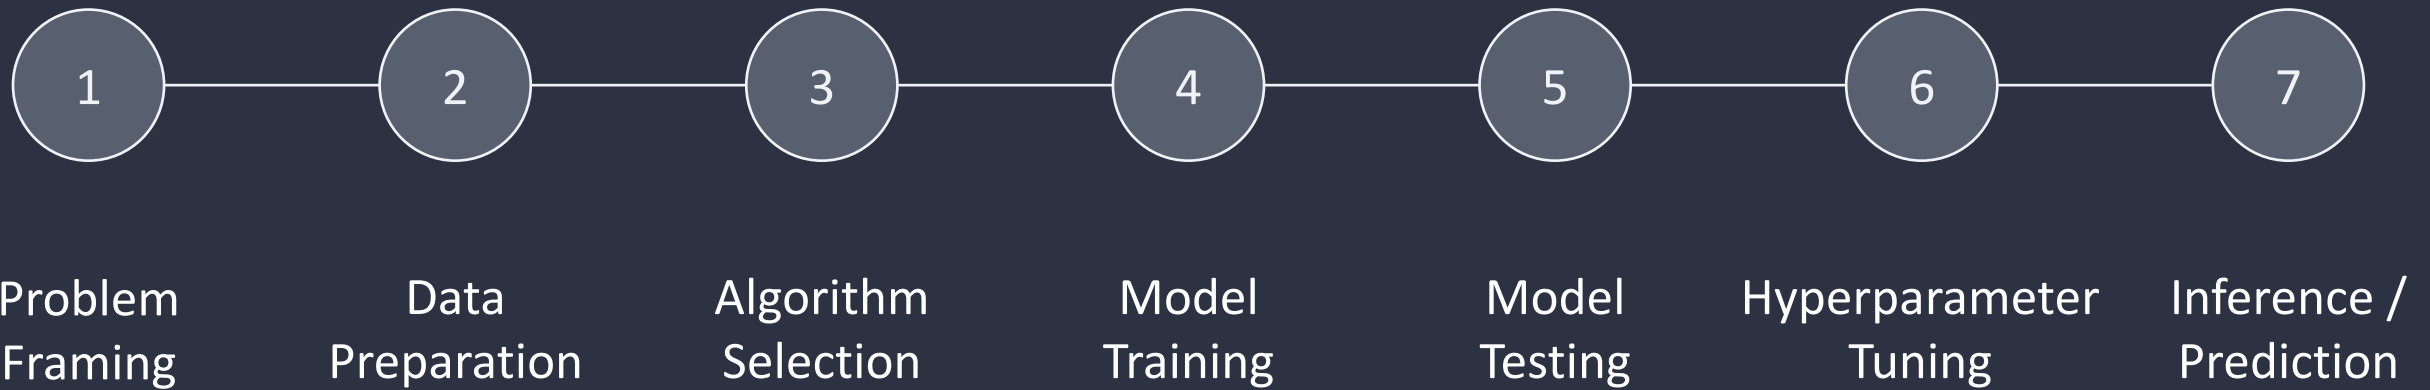 1
2
3
4
5
6
7
Problem
Framing
Data
Preparation
Algorithm
Selection
Model
Training
Model
Testing
Hyperparameter
Tuning
Inference /
Prediction